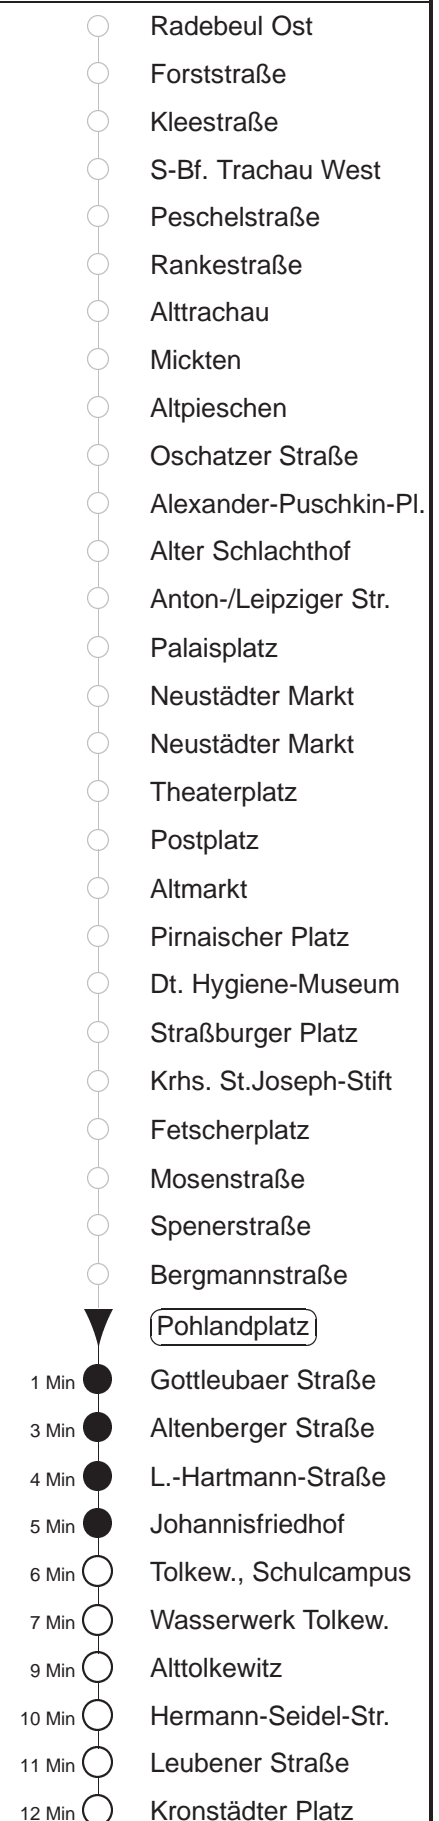 Radebeul Ost
Forststraße
Kleestraße
S-Bf. Trachau West
Peschelstraße
Rankestraße
Alttrachau
Mickten
Altpieschen
Oschatzer Straße
Alexander-Puschkin-Pl.
Alter Schlachthof
Anton-/Leipziger Str.
Palaisplatz
Neustädter Markt
Neustädter Markt
Theaterplatz
Postplatz
Altmarkt
Pirnaischer Platz
Dt. Hygiene-Museum
Straßburger Platz
Krhs. St.Joseph-Stift
Fetscherplatz
Mosenstraße
Spenerstraße
Bergmannstraße
Pohlandplatz
1 Min Gottleubaer Straße
3 Min Altenberger Straße
4 Min L.-Hartmann-Straße
5 Min Johannisfriedhof
6 Min Tolkew., Schulcampus
7 Min Wasserwerk Tolkew.
9 Min Alttolkewitz
10 Min Hermann-Seidel-Str.
11 Min Leubener Straße
12 Min Kronstädter Platz